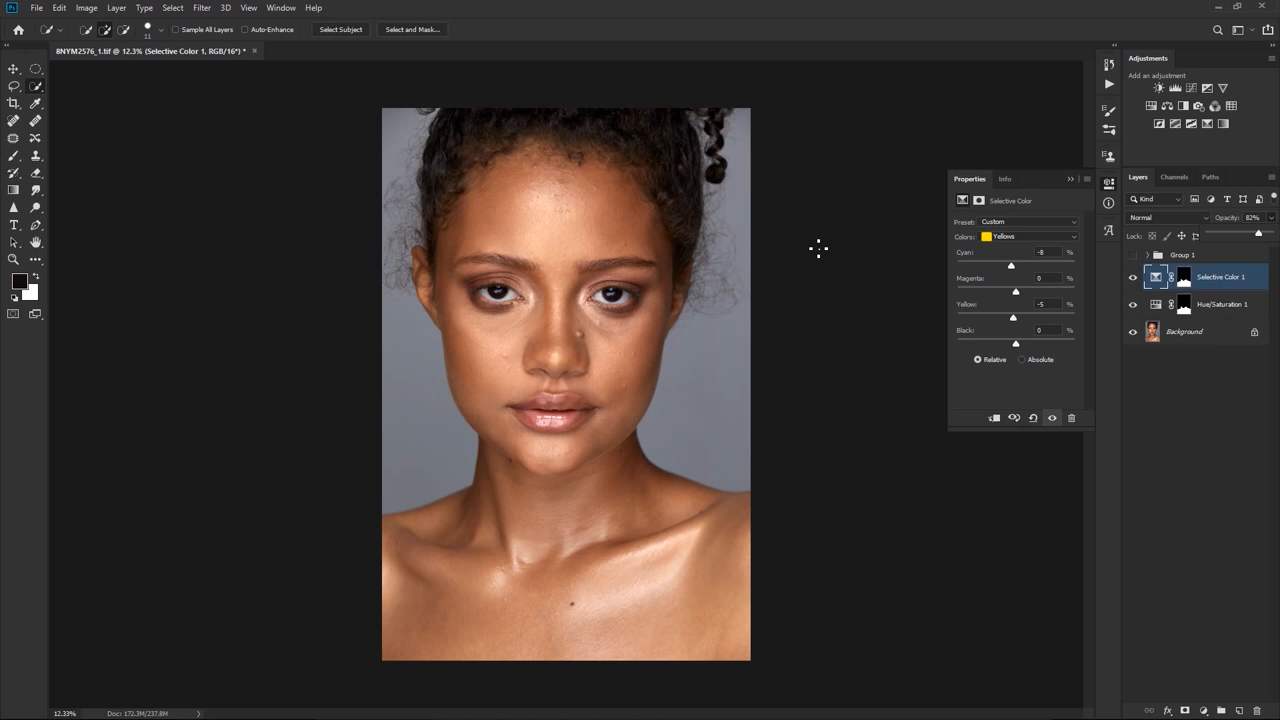 Ps File Edit Image Layer Type Select Filter 3D View Window Help
11 Sample All Layers Auto-Enhance Select Subject Select and Mask...
8NYM2576_1.tif @ 12.3% (Selective Color 1, RGB/16*) *
Adjustments
Add an adjustment
Properties Info
Selective Color
Preset: Custom
Colors: Yellows
Cyan: -8 %
Magenta: 0 %
Yellow: -5 %
Black: 0 %
Relative Absolute
Layers Channels Paths
Kind
Normal Opacity: 82%
Lock:
Group 1
Selective Color 1
Hue/Saturation 1
Background
12.33% Doc: 172.3M/237.8M